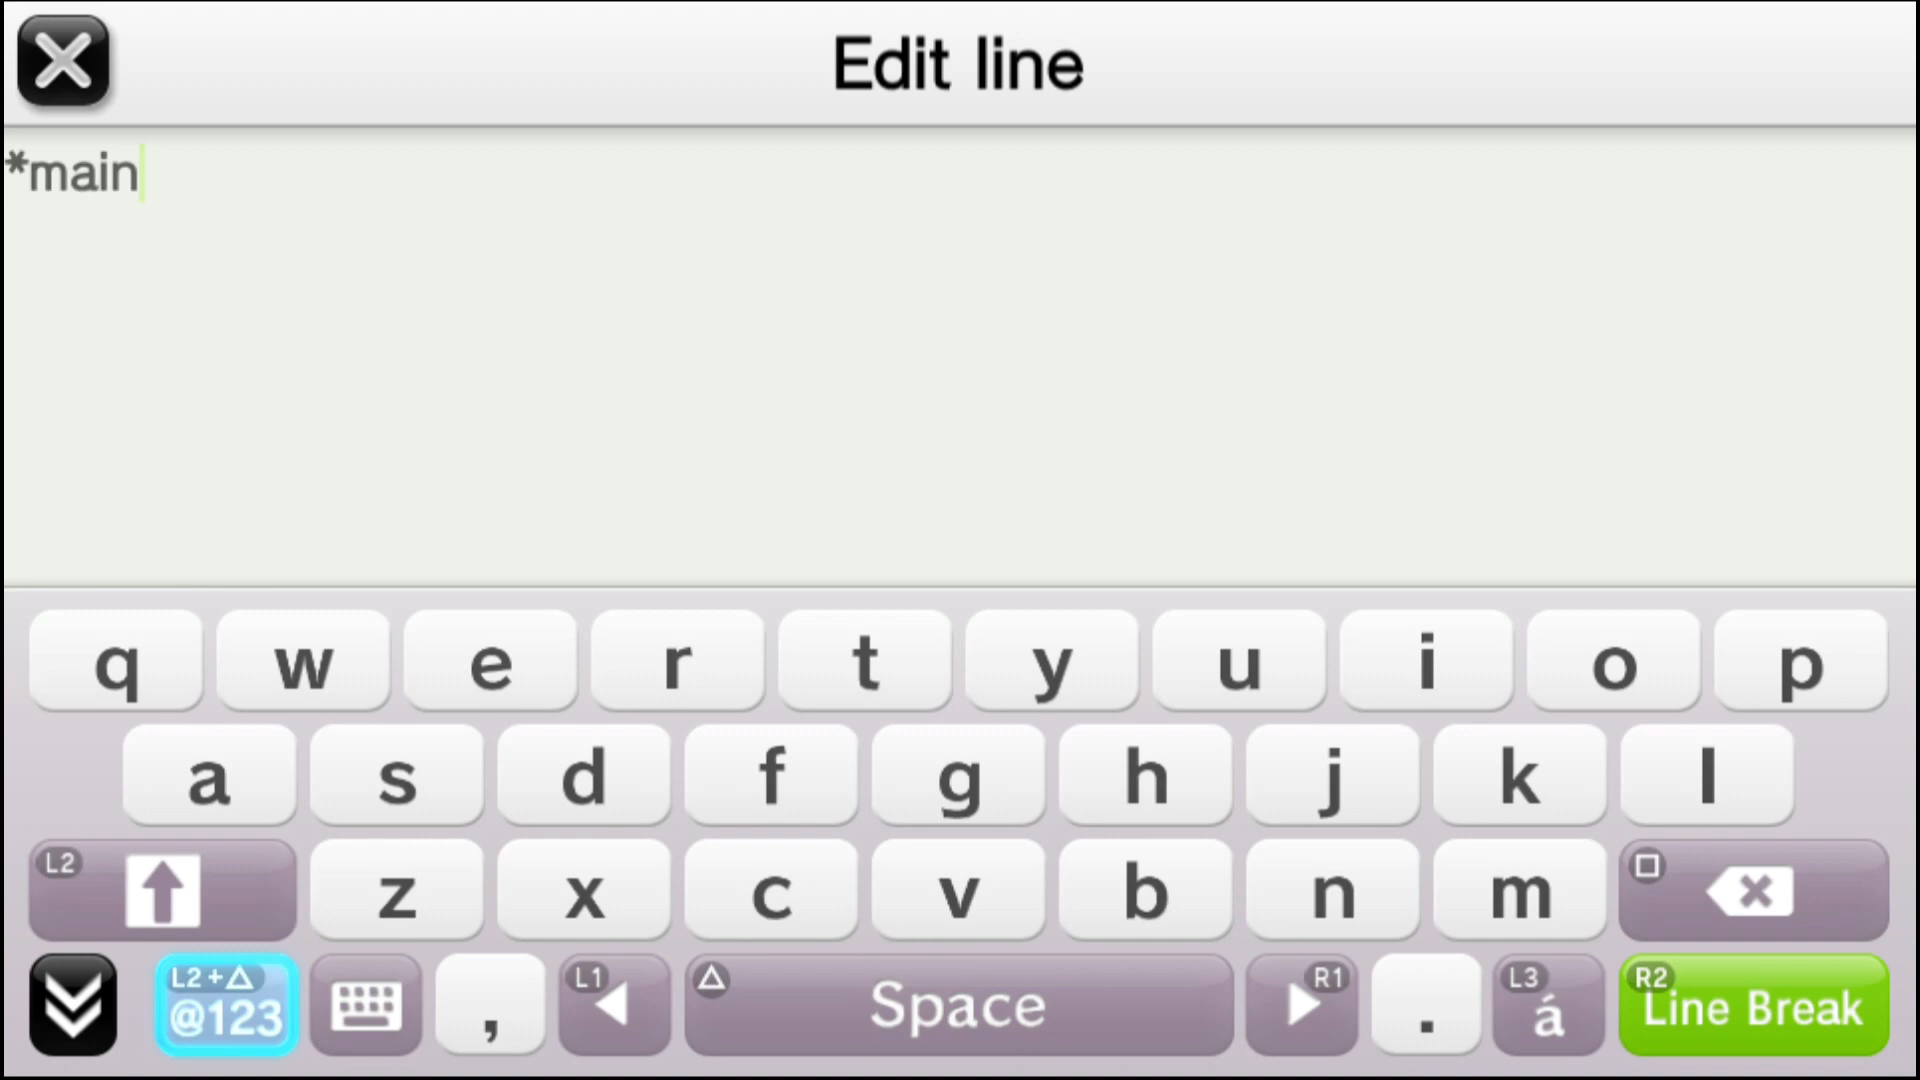 Edit line
*main
q w e r t y u i o p
a s d f g h j k l
L2 z x c v b n m
L2+△ @123 , L1 △ Space R1 . L3 á R2 Line Break